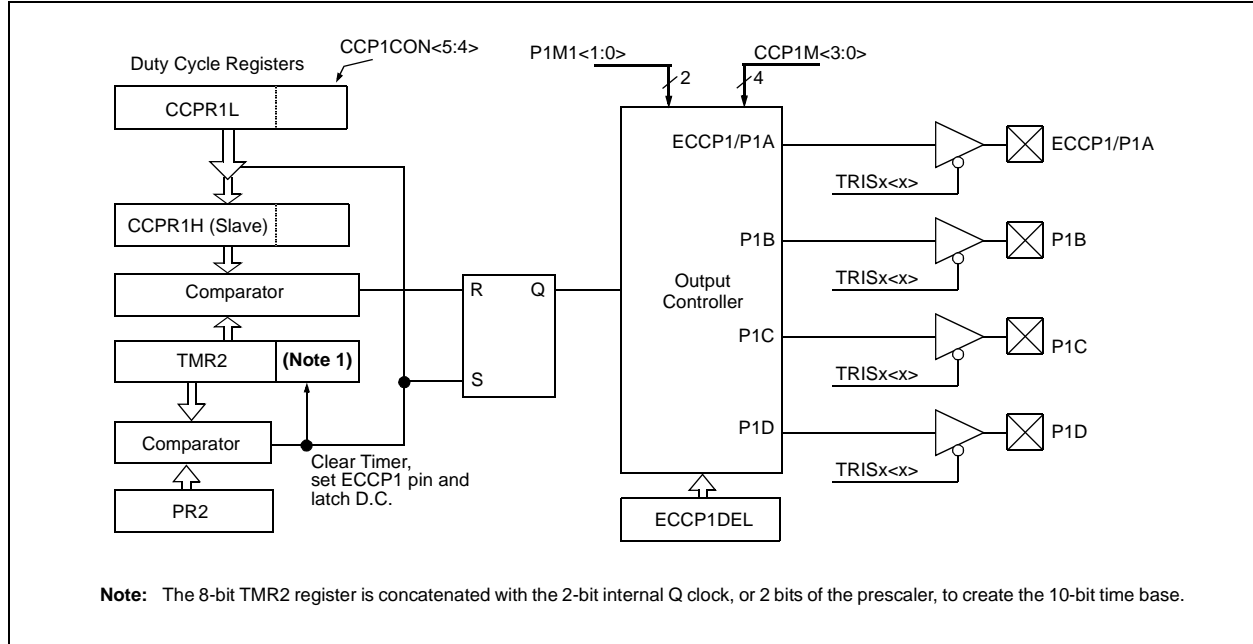 CCP1CON<5:4>
Duty Cycle Registers
CCPR1L
CCPR1H (Slave)
Comparator
TMR2
(Note 1)
Comparator
PR2
Clear Timer,
set ECCP1 pin and
latch D.C.
R
Q
S
P1M1<1:0>
2
CCP1M<3:0>
4
ECCP1/P1A
P1B
Output
Controller
P1C
P1D
ECCP1DEL
TRISx<x>
ECCP1/P1A
TRISx<x>
P1B
TRISx<x>
P1C
TRISx<x>
P1D
Note: The 8-bit TMR2 register is concatenated with the 2-bit internal Q clock, or 2 bits of the prescaler, to create the 10-bit time base.